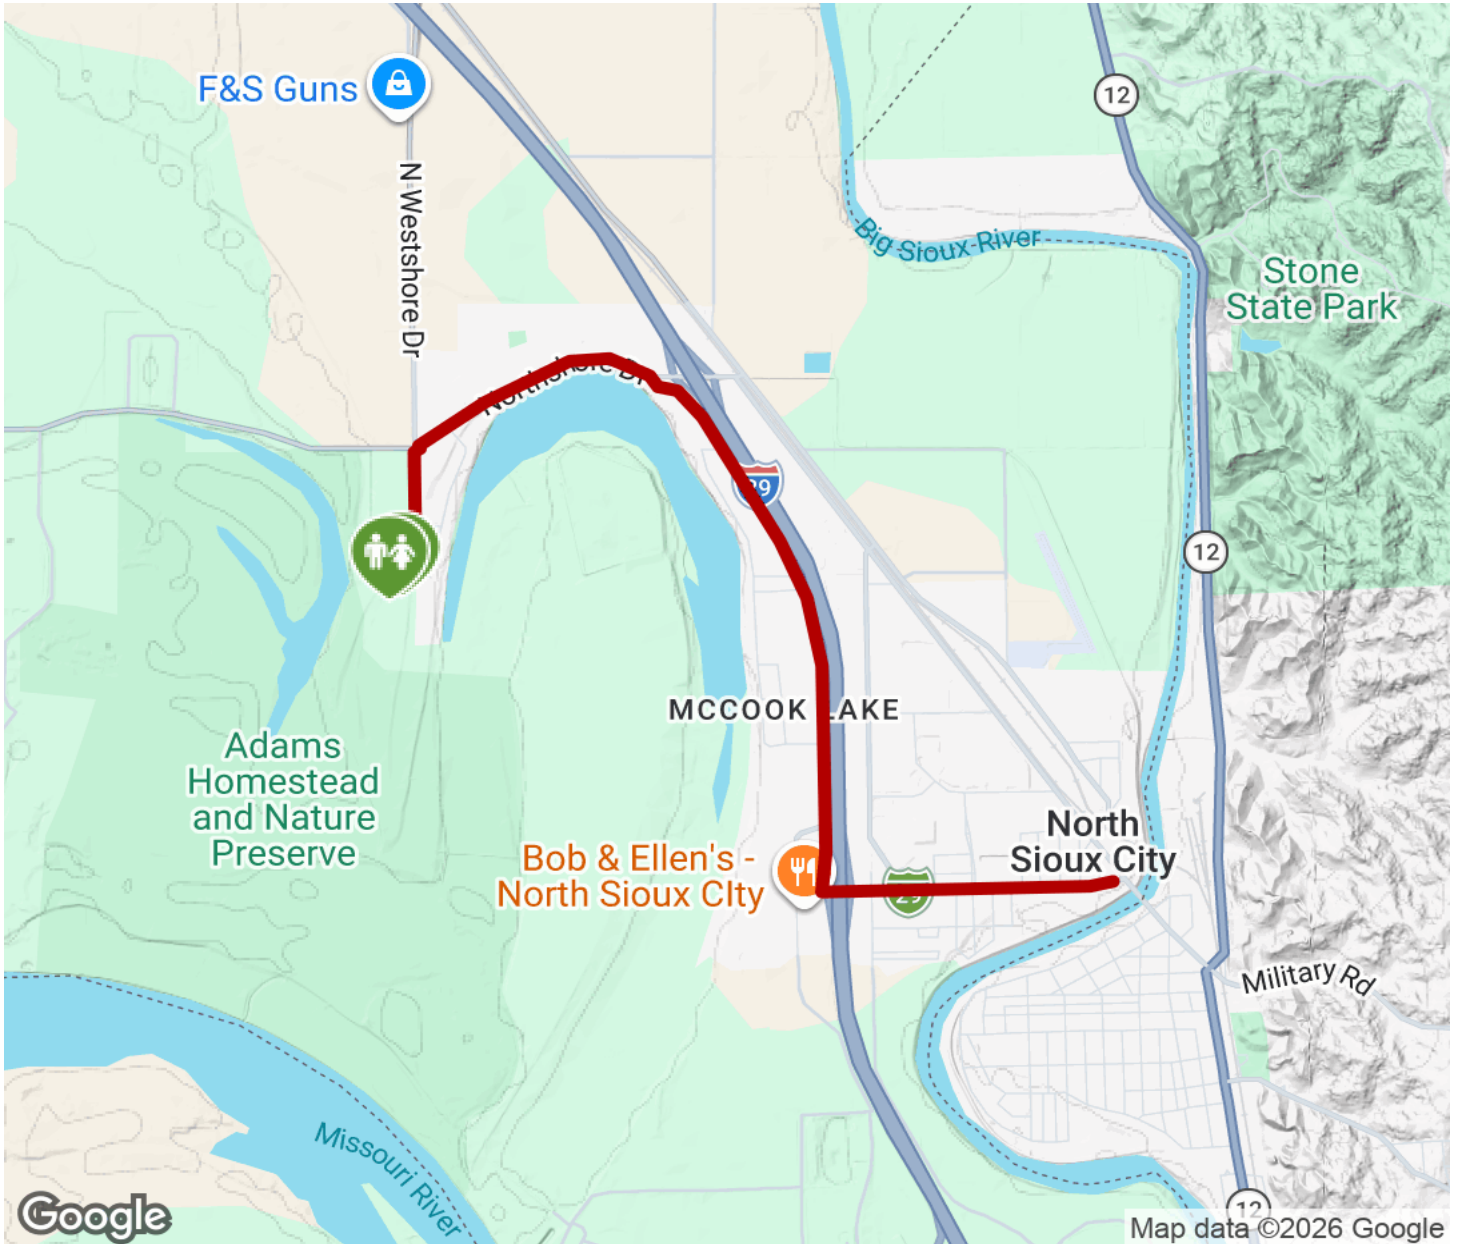 F&S Guns
12
N Westshore Dr
Big Sioux River
Stone
State Park
Northshore Dr
29
12
MCCOOK LAKE
Adams
Homestead
and Nature
Preserve
North
Sioux City
Bob & Ellen's -
North Sioux CIty
29
Military Rd
Missouri River
12
Google
Map data ©2026 Google